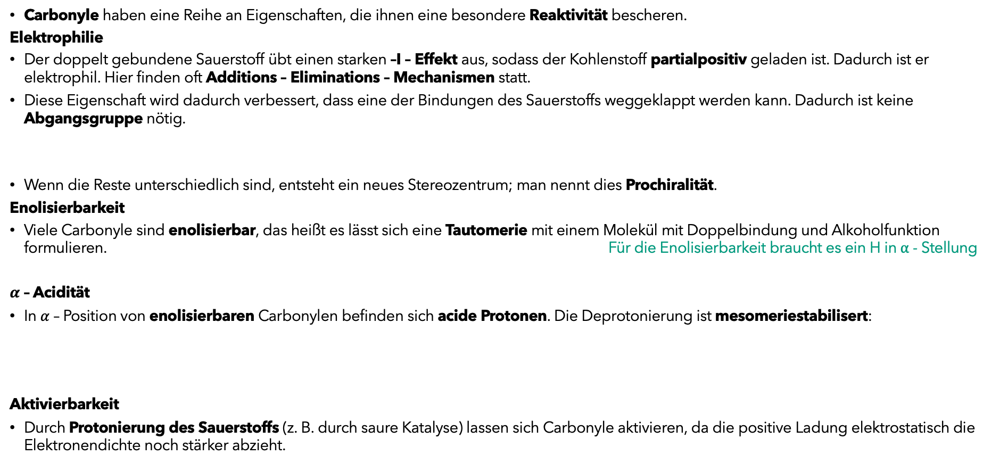 • Carbonyle haben eine Reihe an Eigenschaften, die ihnen eine besondere Reaktivität bescheren.
Elektrophilie
• Der doppelt gebundene Sauerstoff übt einen starken –I – Effekt aus, sodass der Kohlenstoff partialpositiv geladen ist. Dadurch ist er
elektrophil. Hier finden oft Additions – Eliminations – Mechanismen statt.
• Diese Eigenschaft wird dadurch verbessert, dass eine der Bindungen des Sauerstoffs weggeklappt werden kann. Dadurch ist keine
Abgangsgruppe nötig.
• Wenn die Reste unterschiedlich sind, entsteht ein neues Stereozentrum; man nennt dies Prochiralität.
Enolisierbarkeit
• Viele Carbonyle sind enolisierbar, das heißt es lässt sich eine Tautomerie mit einem Molekül mit Doppelbindung und Alkoholfunktion
formulieren.
Für die Enolisierbarkeit braucht es ein H in α - Stellung
α – Acidität
• In α – Position von enolisierbaren Carbonylen befinden sich acide Protonen. Die Deprotonierung ist mesomeriestabilisert:
Aktivierbarkeit
• Durch Protonierung des Sauerstoffs (z. B. durch saure Katalyse) lassen sich Carbonyle aktivieren, da die positive Ladung elektrostatisch die
Elektronendichte noch stärker abzieht.